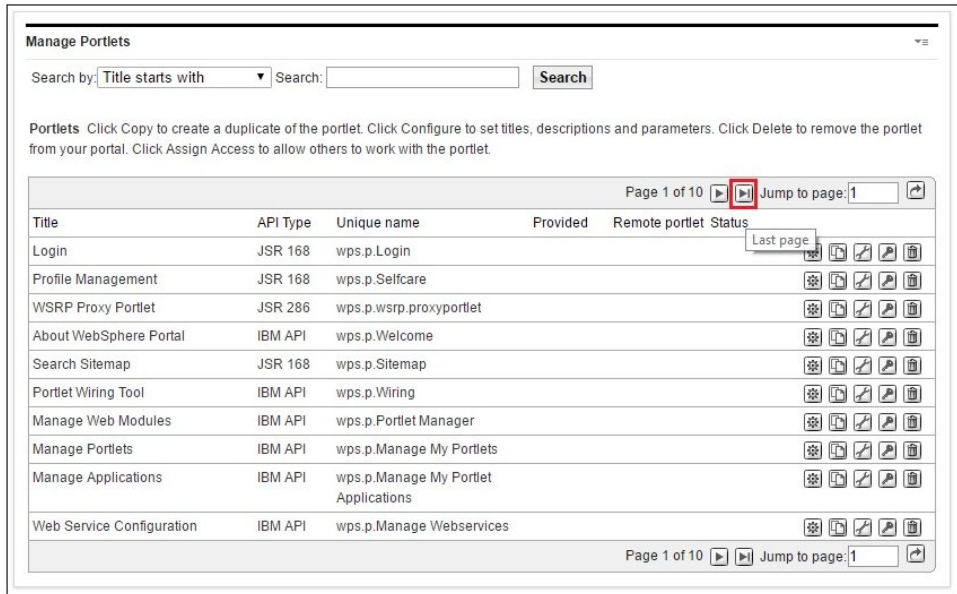 Manage Portlets
Search by: Title starts with Search: Search
Portlets Click Copy to create a duplicate of the portlet. Click Configure to set titles, descriptions and parameters. Click Delete to remove the portlet
from your portal. Click Assign Access to allow others to work with the portlet.
Page 1 of 10 Jump to page: 1
Title API Type Unique name Provided Remote portlet Status
Last page
Login JSR 168 wps.p.Login
Profile Management JSR 168 wps.p.Selfcare
WSRP Proxy Portlet JSR 286 wps.p.wsrp.proxyportlet
About WebSphere Portal IBM API wps.p.Welcome
Search Sitemap JSR 168 wps.p.Sitemap
Portlet Wiring Tool IBM API wps.p.Wiring
Manage Web Modules IBM API wps.p.Portlet Manager
Manage Portlets IBM API wps.p.Manage My Portlets
Manage Applications IBM API wps.p.Manage My Portlet
Applications
Web Service Configuration IBM API wps.p.Manage Webservices
Page 1 of 10 Jump to page: 1